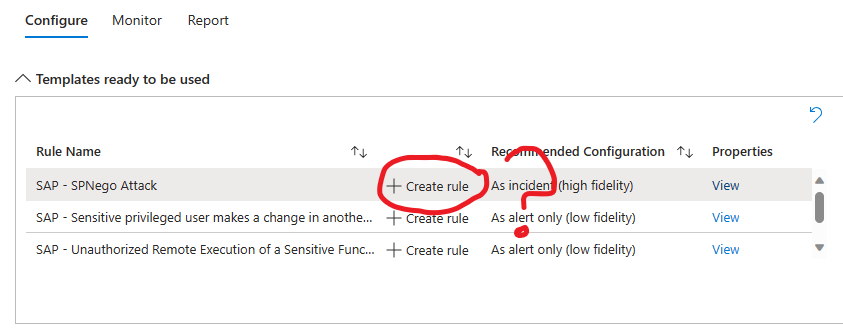 Configure Monitor Report
Templates ready to be used
Rule Name Recommended Configuration Properties
SAP - SPNego Attack + Create rule As incident (high fidelity) View
SAP - Sensitive privileged user makes a change in anothe... + Create rule As alert only (low fidelity) View
SAP - Unauthorized Remote Execution of a Sensitive Func... + Create rule As alert only (low fidelity) View
?